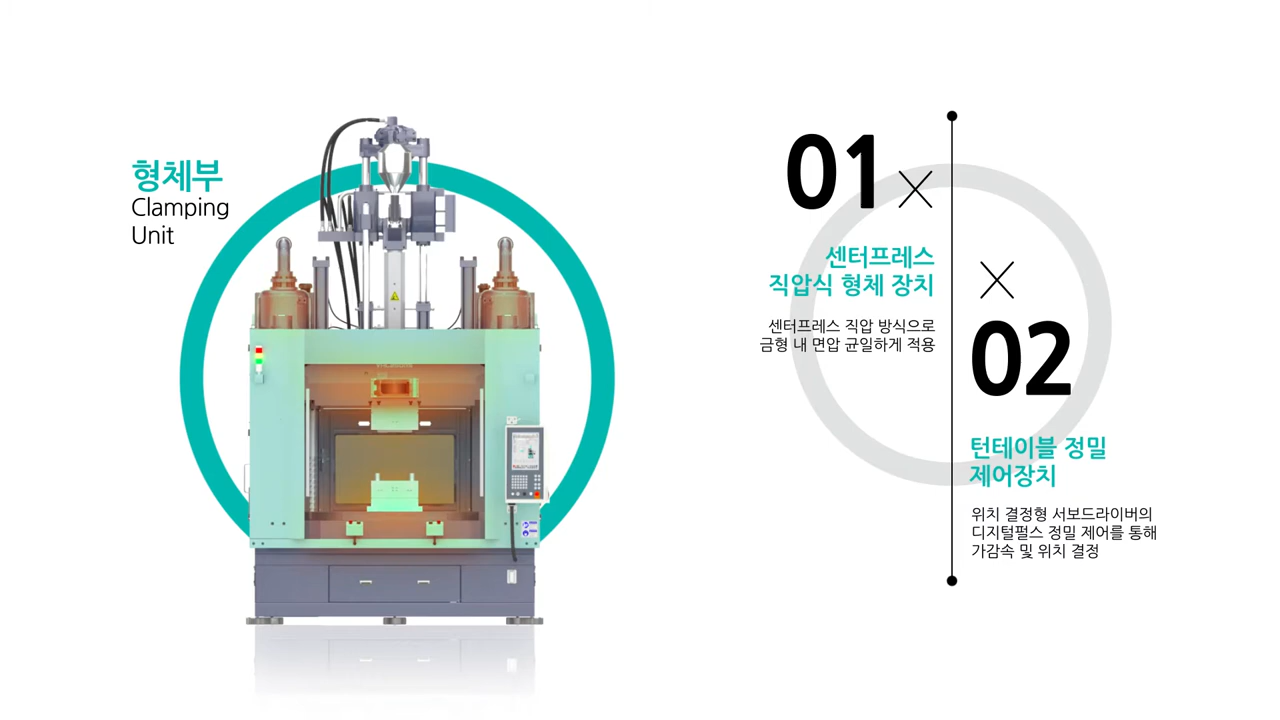 형체부
Clamping
Unit
01
센터프레스
직압식 형체 장치
센터프레스 직압 방식으로
금형 내 면압 균일하게 적용
02
턴테이블 정밀
제어장치
위치 결정형 서보드라이버의
디지털펄스 정밀 제어를 통해
가감속 및 위치 결정